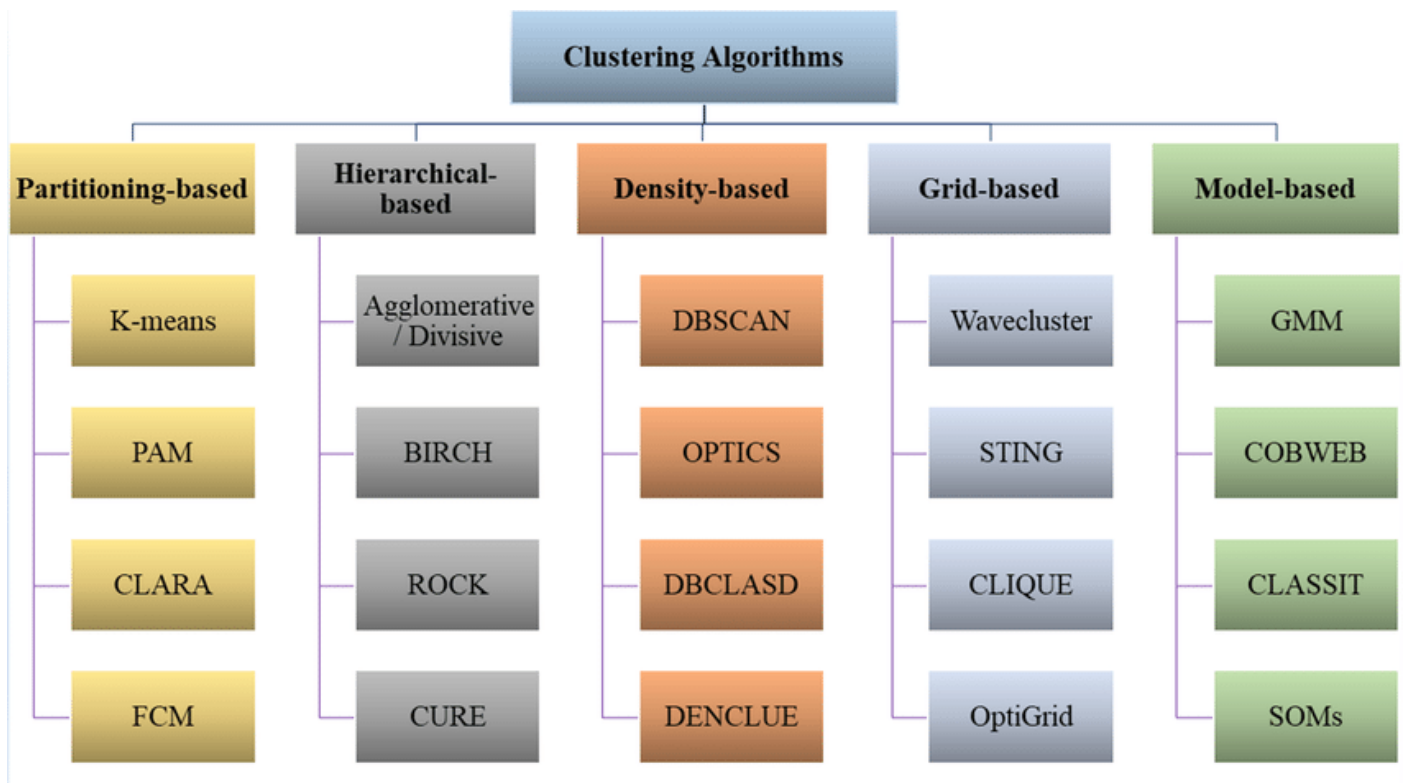 Clustering Algorithms
Partitioning-based
Hierarchical-
based
Density-based
Grid-based
Model-based
K-means
Agglomerative
/ Divisive
DBSCAN
Wavecluster
GMM
PAM
BIRCH
OPTICS
STING
COBWEB
CLARA
ROCK
DBCLASD
CLIQUE
CLASSIT
FCM
CURE
DENCLUE
OptiGrid
SOMs